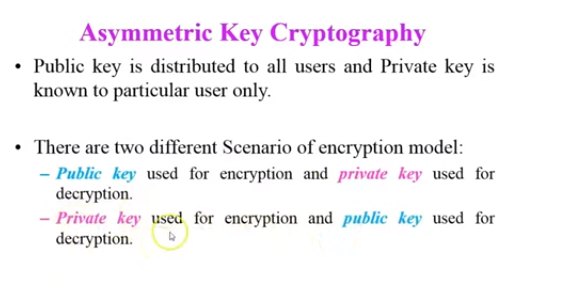 Asymmetric Key Cryptography
• Public key is distributed to all users and Private key is
known to particular user only.
• There are two different Scenario of encryption model:
– Public key used for encryption and private key used for
decryption.
– Private key used for encryption and public key used for
decryption.